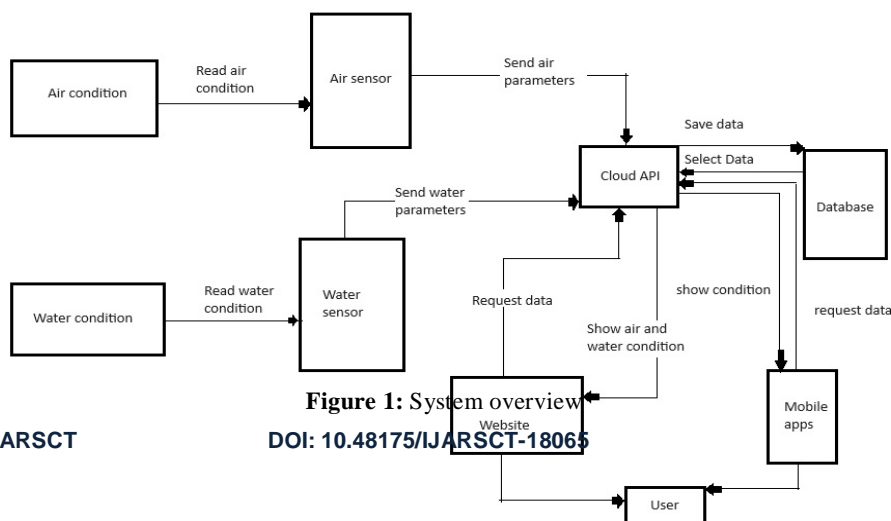 Send air
parameters
Read air
condition
Air sensor
Air condition
Save data
Select Data
Cloud API
Send water
parameters
Database
Read water
condition
Water
sensor
Water condition
Request data
show condition
request data
Show air and
water condition
Figure 1: System overview
Mobile
apps
Website
ARSCT
DOI: 10.48175/IJARSCT-18065
User